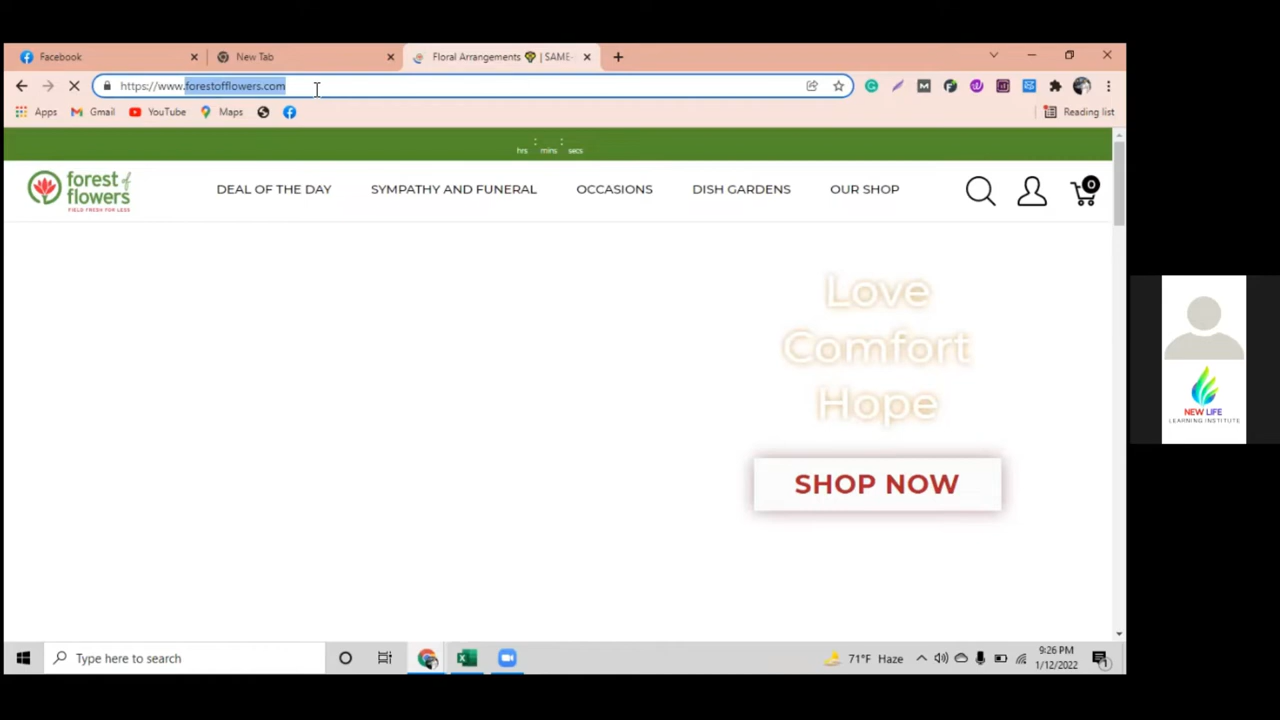 Facebook
New Tab
Floral Arrangements 💐 | SAME-
https://www.forestofflowers.com
Apps
Gmail
YouTube
Maps
Reading list
hrs : mins : secs
forest of flowers
FIELD FRESH FOR LESS
DEAL OF THE DAY
SYMPATHY AND FUNERAL
OCCASIONS
DISH GARDENS
OUR SHOP
0
Love
Comfort
Hope
SHOP NOW
NEW LIFE
LEARNING INSTITUTE
Type here to search
71°F Haze
9:26 PM
1/12/2022
1